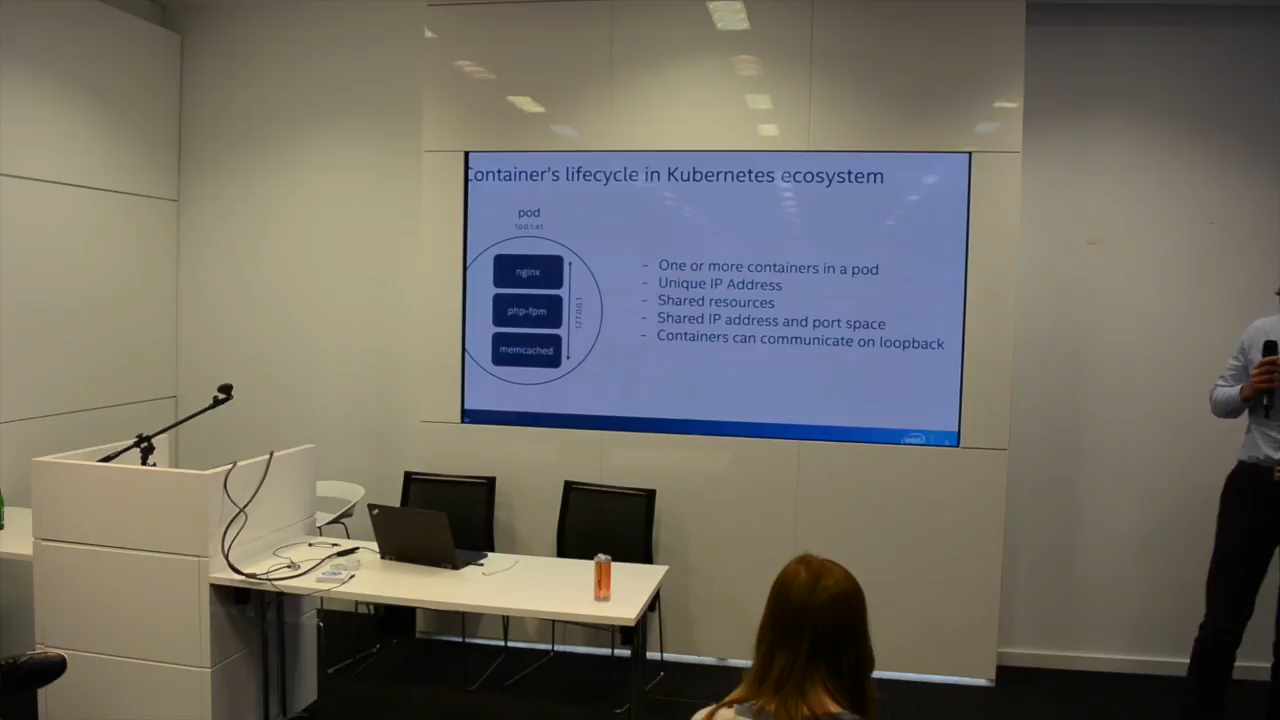 Container's lifecycle in Kubernetes ecosystem
pod
10.0.1.41
nginx
php-fpm
memcached
127.0.0.1
- One or more containers in a pod
- Unique IP Address
- Shared resources
- Shared IP address and port space
- Containers can communicate on loopback
intel